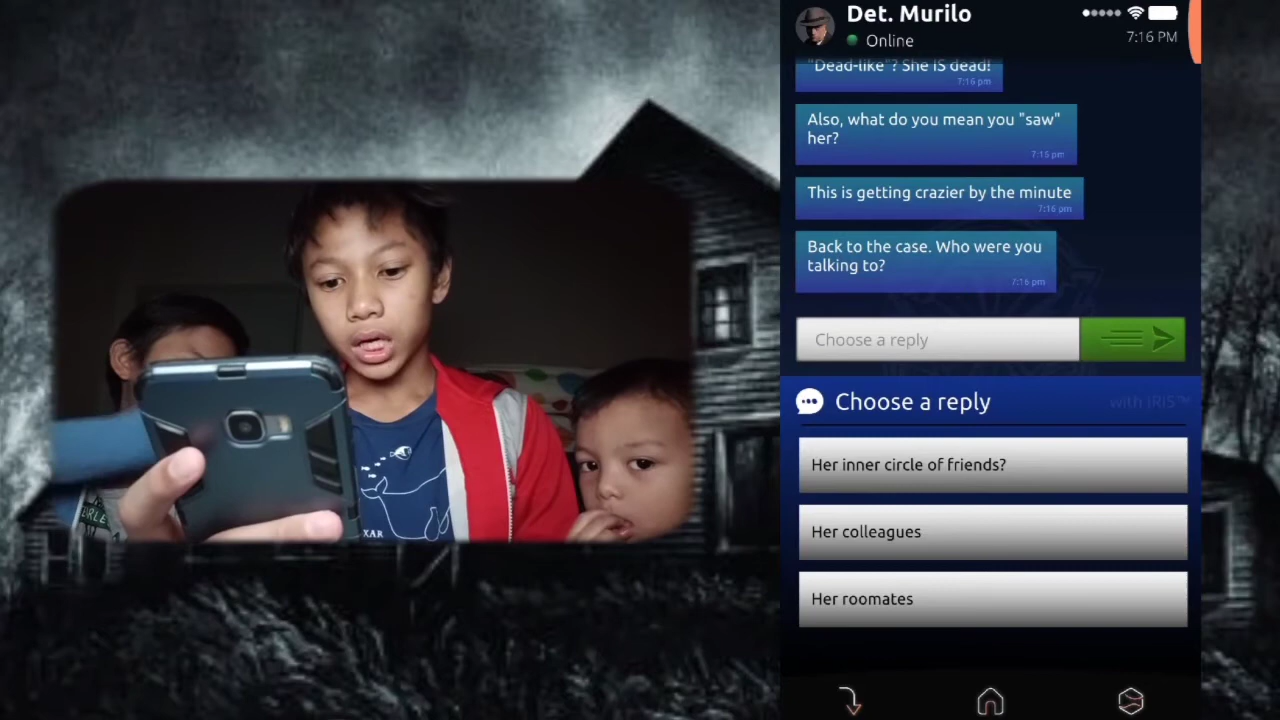 Det. Murilo
Online
7:16 PM
"Dead-like"? She IS dead!
7:16 pm
Also, what do you mean you "saw"
her?
7:16 pm
This is getting crazier by the minute
7:16 pm
Back to the case. Who were you
talking to?
7:16 pm
Choose a reply
Choose a reply
with IRIS™
Her inner circle of friends?
Her colleagues
Her roomates
XAR